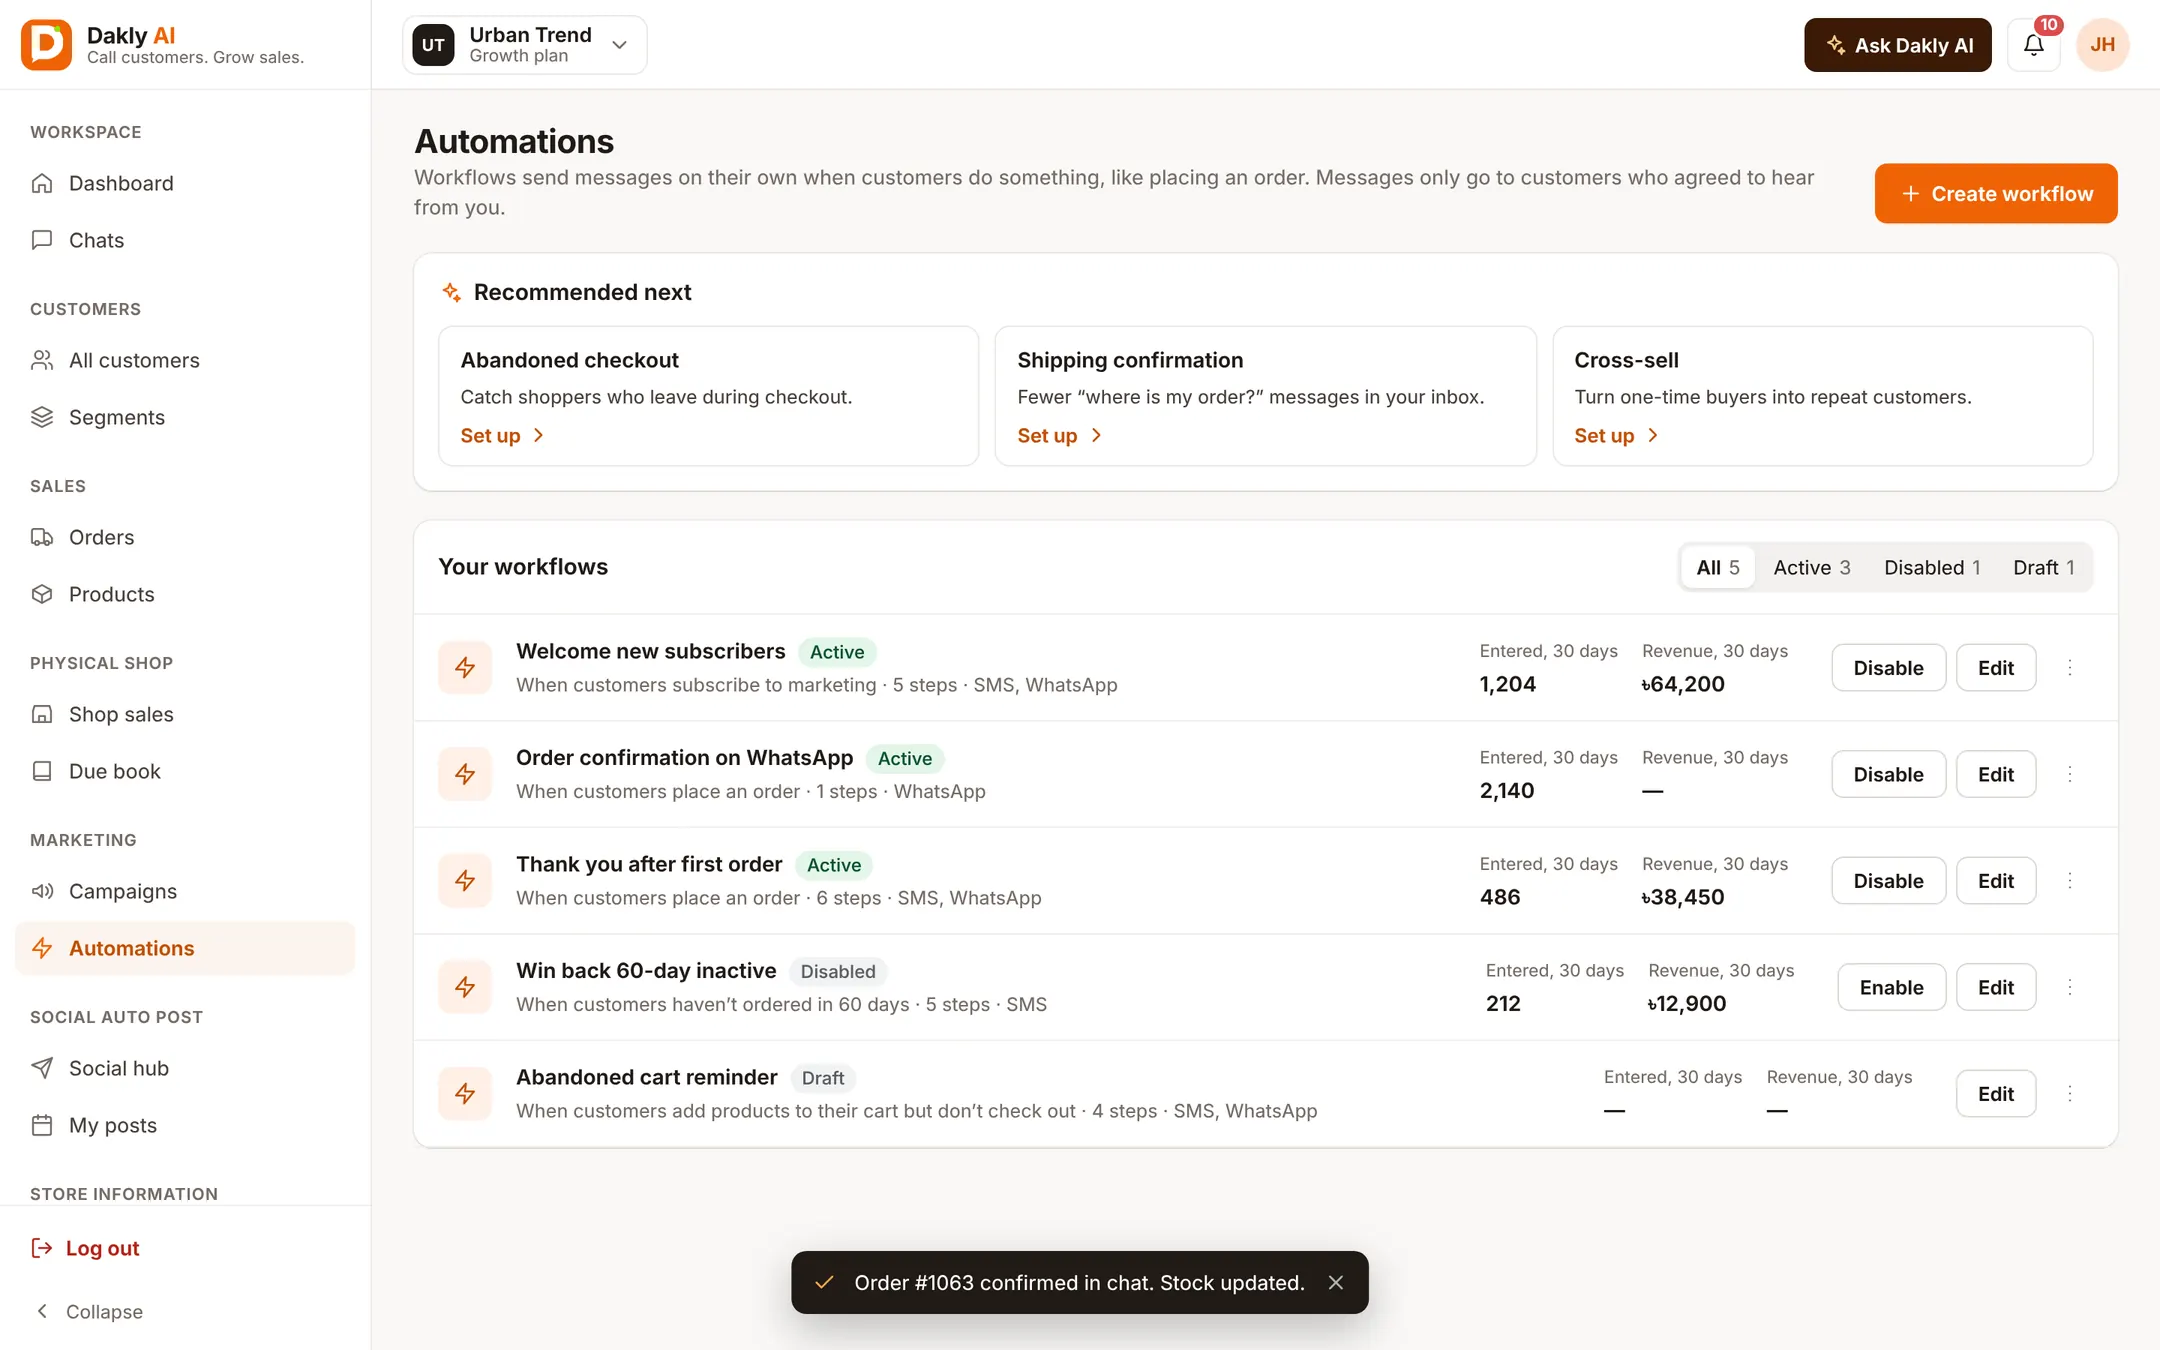 Dakly AI
Call customers. Grow sales.
UT
Urban Trend
Growth plan
Ask Dakly AI
10
JH
WORKSPACE
Dashboard
Chats
CUSTOMERS
All customers
Segments
SALES
Orders
Products
PHYSICAL SHOP
Shop sales
Due book
MARKETING
Campaigns
Automations
SOCIAL AUTO POST
Social hub
My posts
STORE INFORMATION
Log out
Collapse
Automations
Workflows send messages on their own when customers do something, like placing an order. Messages only go to customers who agreed to hear
from you.
+ Create workflow
Recommended next
Abandoned checkout
Catch shoppers who leave during checkout.
Set up
Shipping confirmation
Fewer “where is my order?” messages in your inbox.
Set up
Cross-sell
Turn one-time buyers into repeat customers.
Set up
Your workflows
All 5
Active 3
Disabled 1
Draft 1
Welcome new subscribers Active
When customers subscribe to marketing · 5 steps · SMS, WhatsApp
Entered, 30 days
1,204
Revenue, 30 days
৳64,200
Disable
Edit
Order confirmation on WhatsApp Active
When customers place an order · 1 steps · WhatsApp
Entered, 30 days
2,140
Revenue, 30 days
—
Disable
Edit
Thank you after first order Active
When customers place an order · 6 steps · SMS, WhatsApp
Entered, 30 days
486
Revenue, 30 days
৳38,450
Disable
Edit
Win back 60-day inactive Disabled
When customers haven’t ordered in 60 days · 5 steps · SMS
Entered, 30 days
212
Revenue, 30 days
৳12,900
Enable
Edit
Abandoned cart reminder Draft
When customers add products to their cart but don’t check out · 4 steps · SMS, WhatsApp
Entered, 30 days
—
Revenue, 30 days
—
Edit
Order #1063 confirmed in chat. Stock updated.